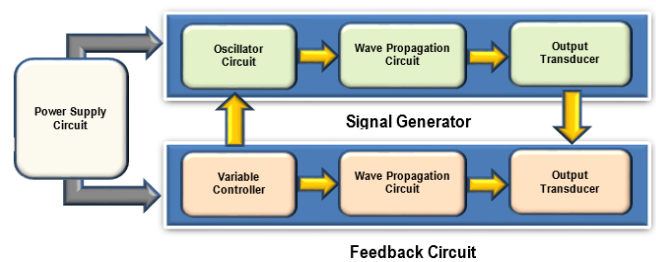 Power Supply
Circuit
Oscillator
Circuit
Wave Propagation
Circuit
Output
Transducer
Signal Generator
Variable
Controller
Wave Propagation
Circuit
Output
Transducer
Feedback Circuit